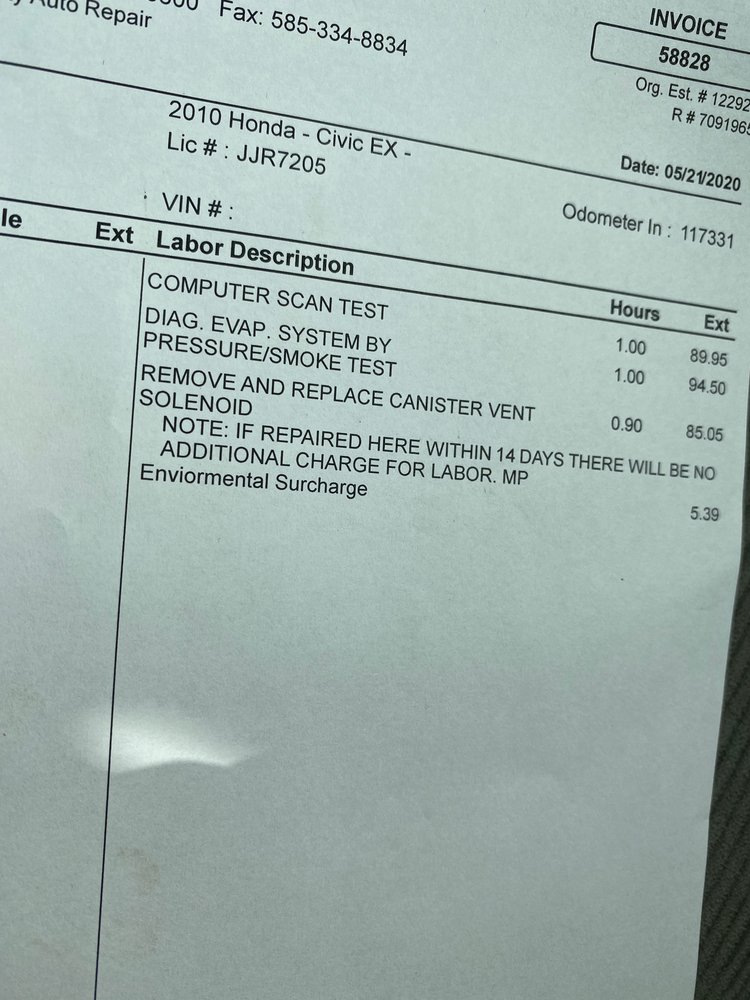 Fax: 585-334-8834
Auto Repair
INVOICE
58828
Org. Est. # 12292
R # 7091965
2010 Honda - Civic EX -
Lic # : JJR7205
Date: 05/21/2020
VIN # :
Odometer In : 117331
Ext Labor Description
Hours Ext
COMPUTER SCAN TEST 1.00 89.95
DIAG. EVAP. SYSTEM BY 1.00 94.50
PRESSURE/SMOKE TEST
REMOVE AND REPLACE CANISTER VENT 0.90 85.05
SOLENOID
NOTE: IF REPAIRED HERE WITHIN 14 DAYS THERE WILL BE NO
ADDITIONAL CHARGE FOR LABOR. MP
Enviormental Surcharge 5.39